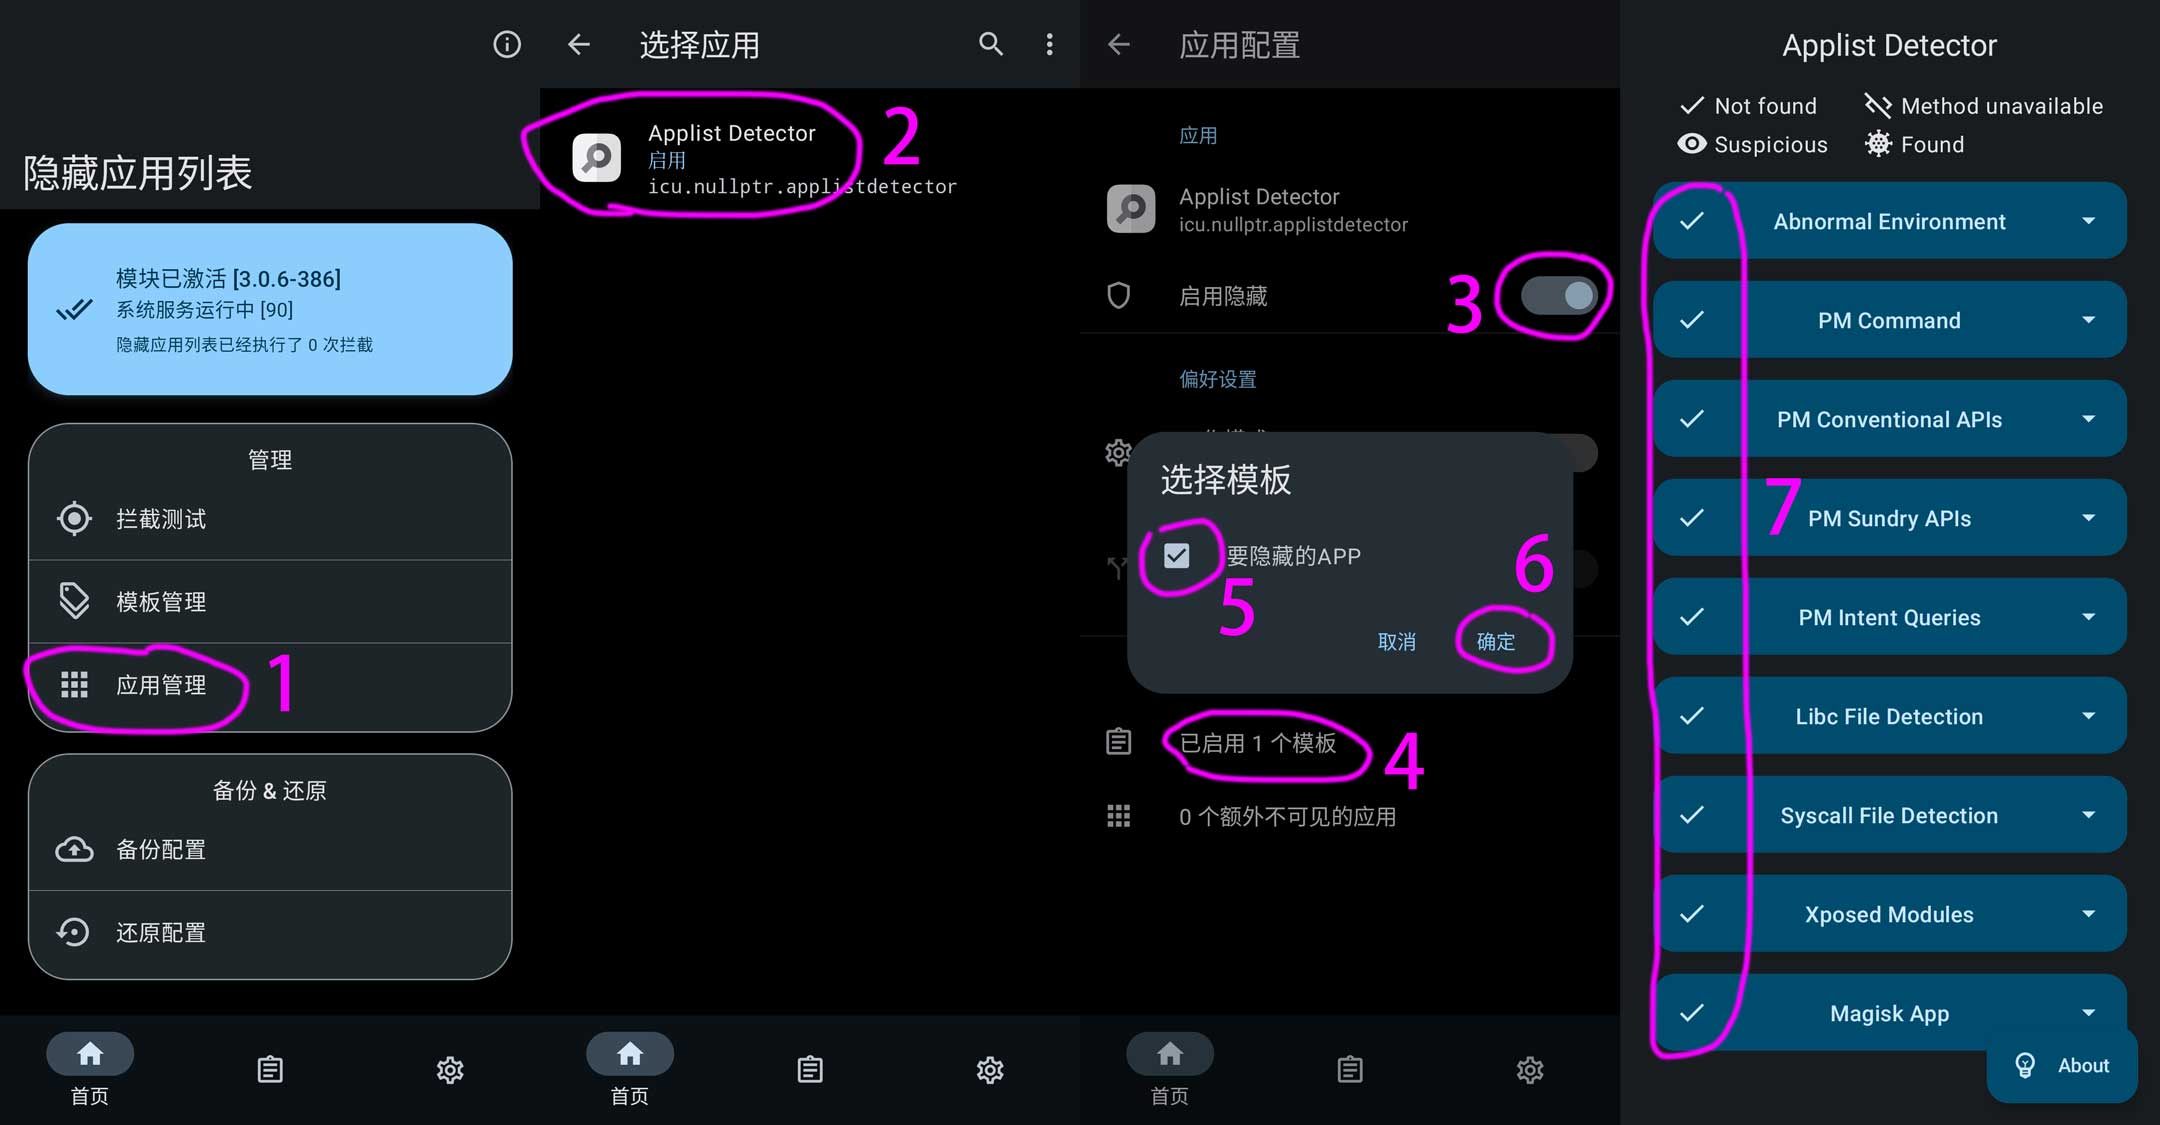 隐藏应用列表
模块已激活 [3.0.6-386]
系统服务运行中 [90]
隐藏应用列表已经执行了 0 次拦截
管理
拦截测试
模板管理
应用管理
1
备份 & 还原
备份配置
还原配置
首页
选择应用
Applist Detector
启用
icu.nullptr.applistdetector
2
首页
应用配置
应用
Applist Detector
icu.nullptr.applistdetector
启用隐藏
3
偏好设置
选择模板
要隐藏的APP
5
6
取消
确定
已启用 1 个模板
4
0 个额外不可见的应用
首页
Applist Detector
Not found
Method unavailable
Suspicious
Found
Abnormal Environment
PM Command
PM Conventional APIs
7
PM Sundry APIs
PM Intent Queries
Libc File Detection
Syscall File Detection
Xposed Modules
Magisk App
About